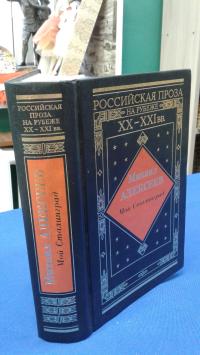 РОССИЙСКАЯ
ПРОЗА
НА РУБЕЖЕ
XX - XXI вв.
Михаил АЛЕКСЕЕВ
Мой Сталинград
РОССИЙСКАЯ ПРОЗА
НА РУБЕЖЕ
XX - XXI вв.
Михаил
АЛЕКСЕЕВ
Мой Сталинград